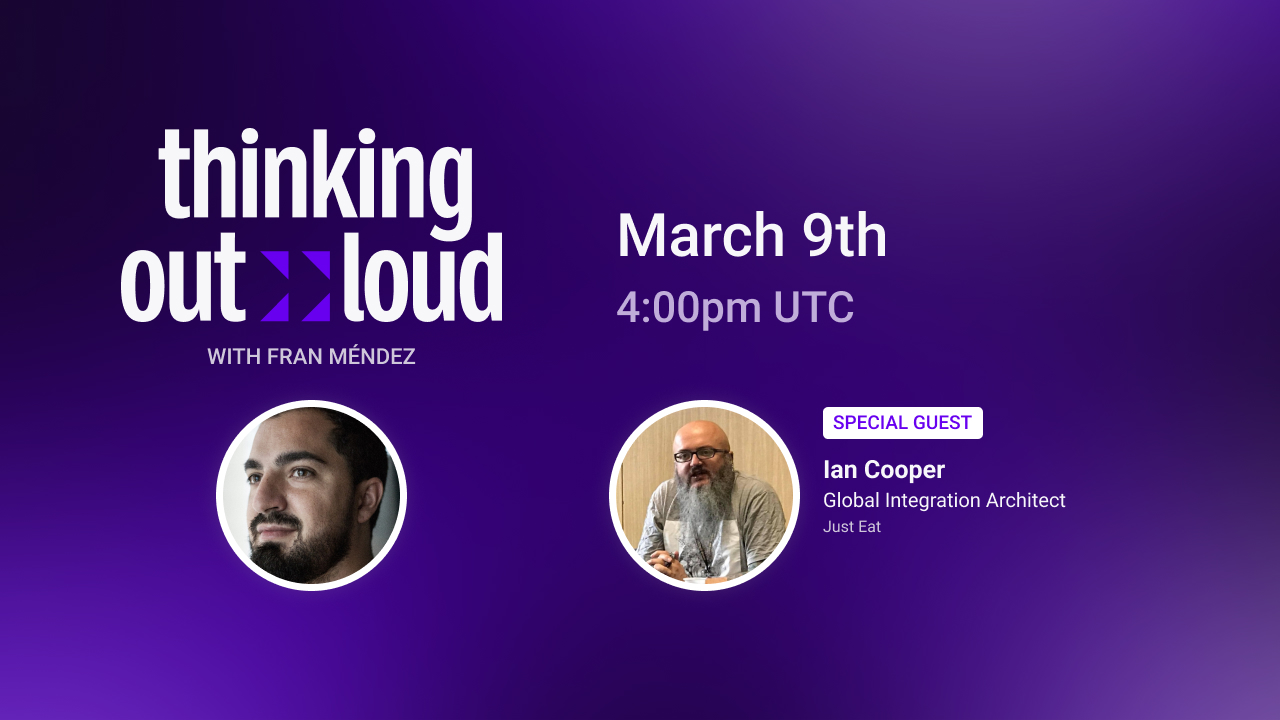 thinking
out loud
WITH FRAN MÉNDEZ
March 9th
4:00pm UTC
SPECIAL GUEST
Ian Cooper
Global Integration Architect
Just Eat